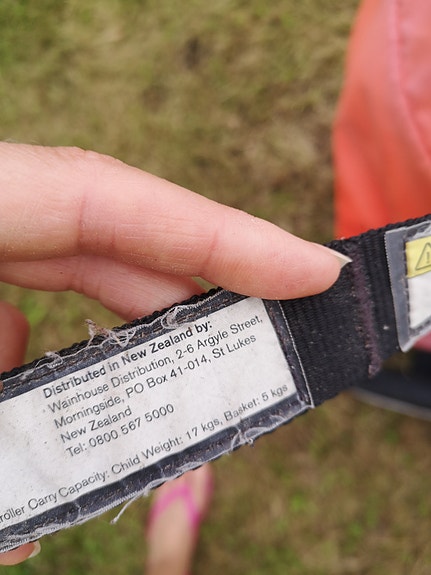 Distributed in New Zealand by:
Wainhouse Distribution, 2-6 Argyle Street,
Morningside, PO Box 41-014, St Lukes
New Zealand
Tel: 0800 567 5000
roller Carry Capacity: Child Weight: 17 kgs, Basket: 5 kgs